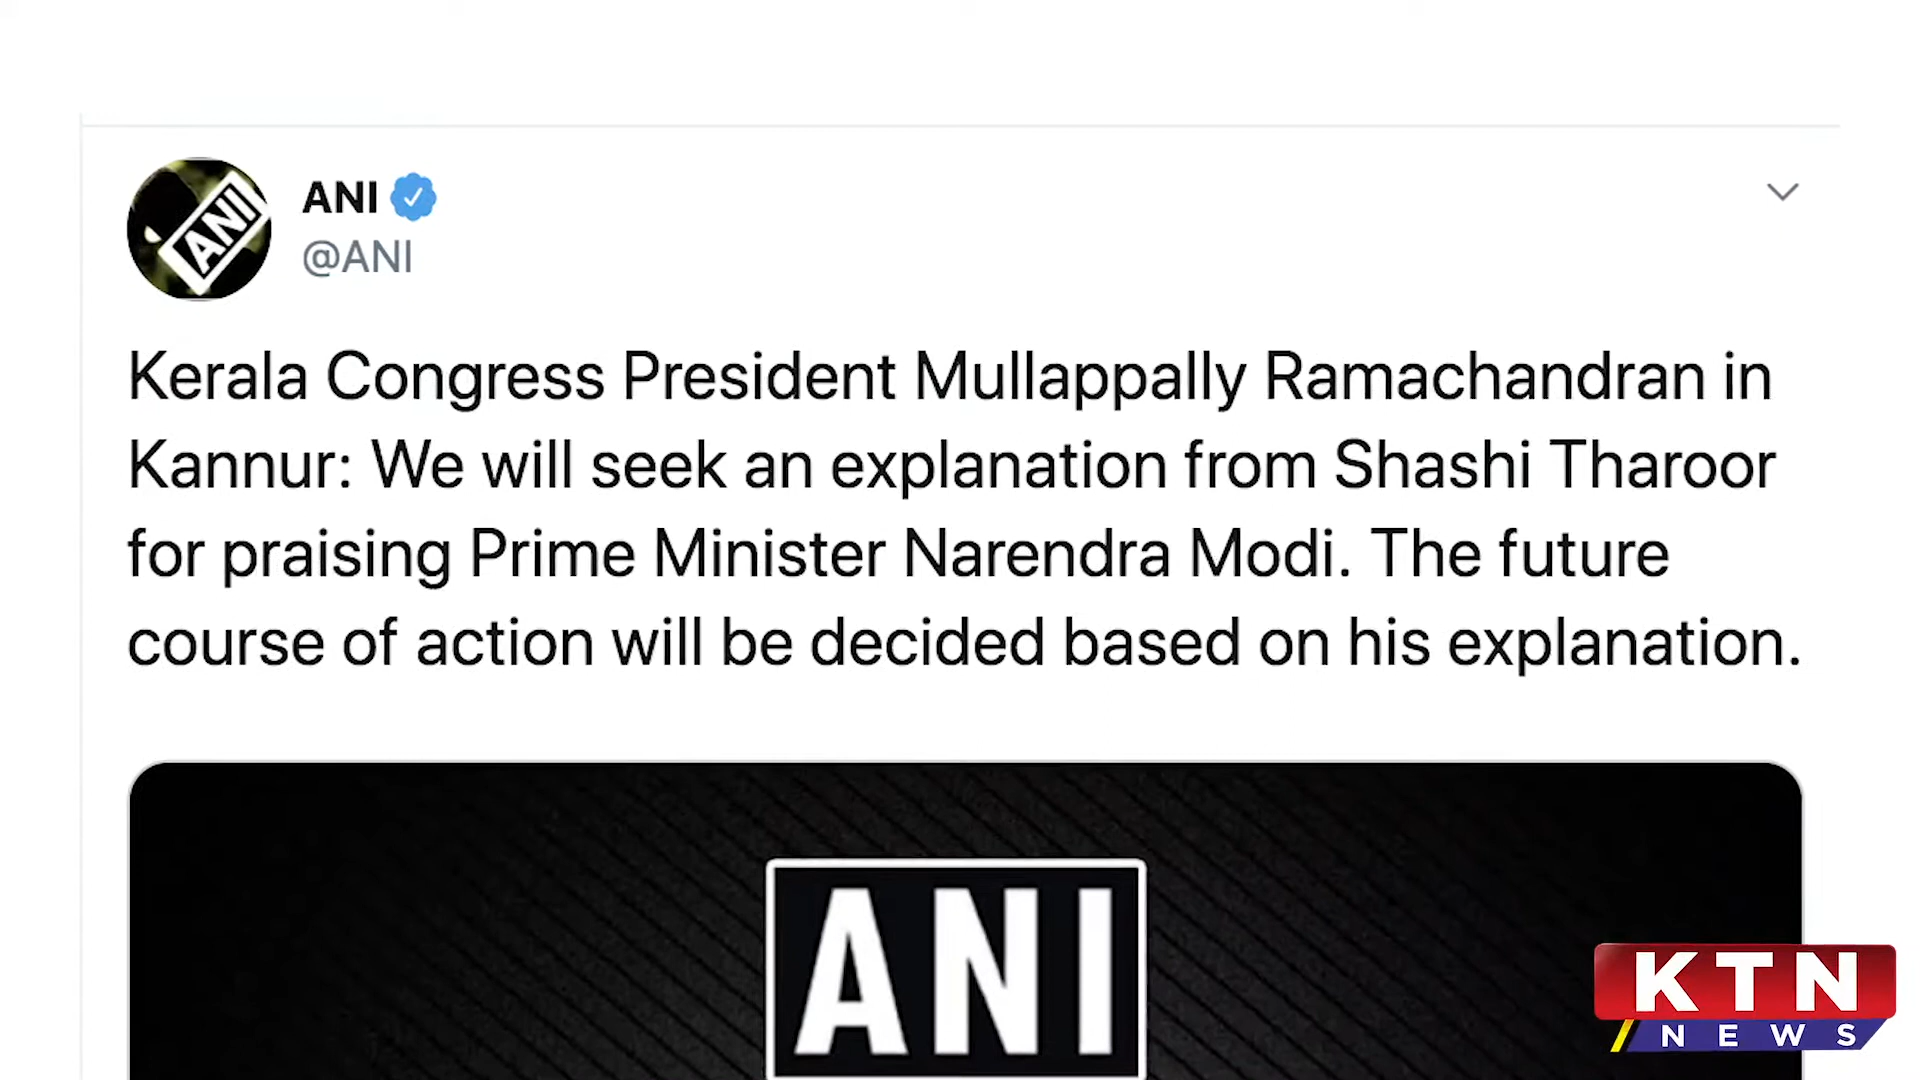 ANI
ANI
@ANI
Kerala Congress President Mullappally Ramachandran in
Kannur: We will seek an explanation from Shashi Tharoor
for praising Prime Minister Narendra Modi. The future
course of action will be decided based on his explanation.
ANI
KTN
NEWS